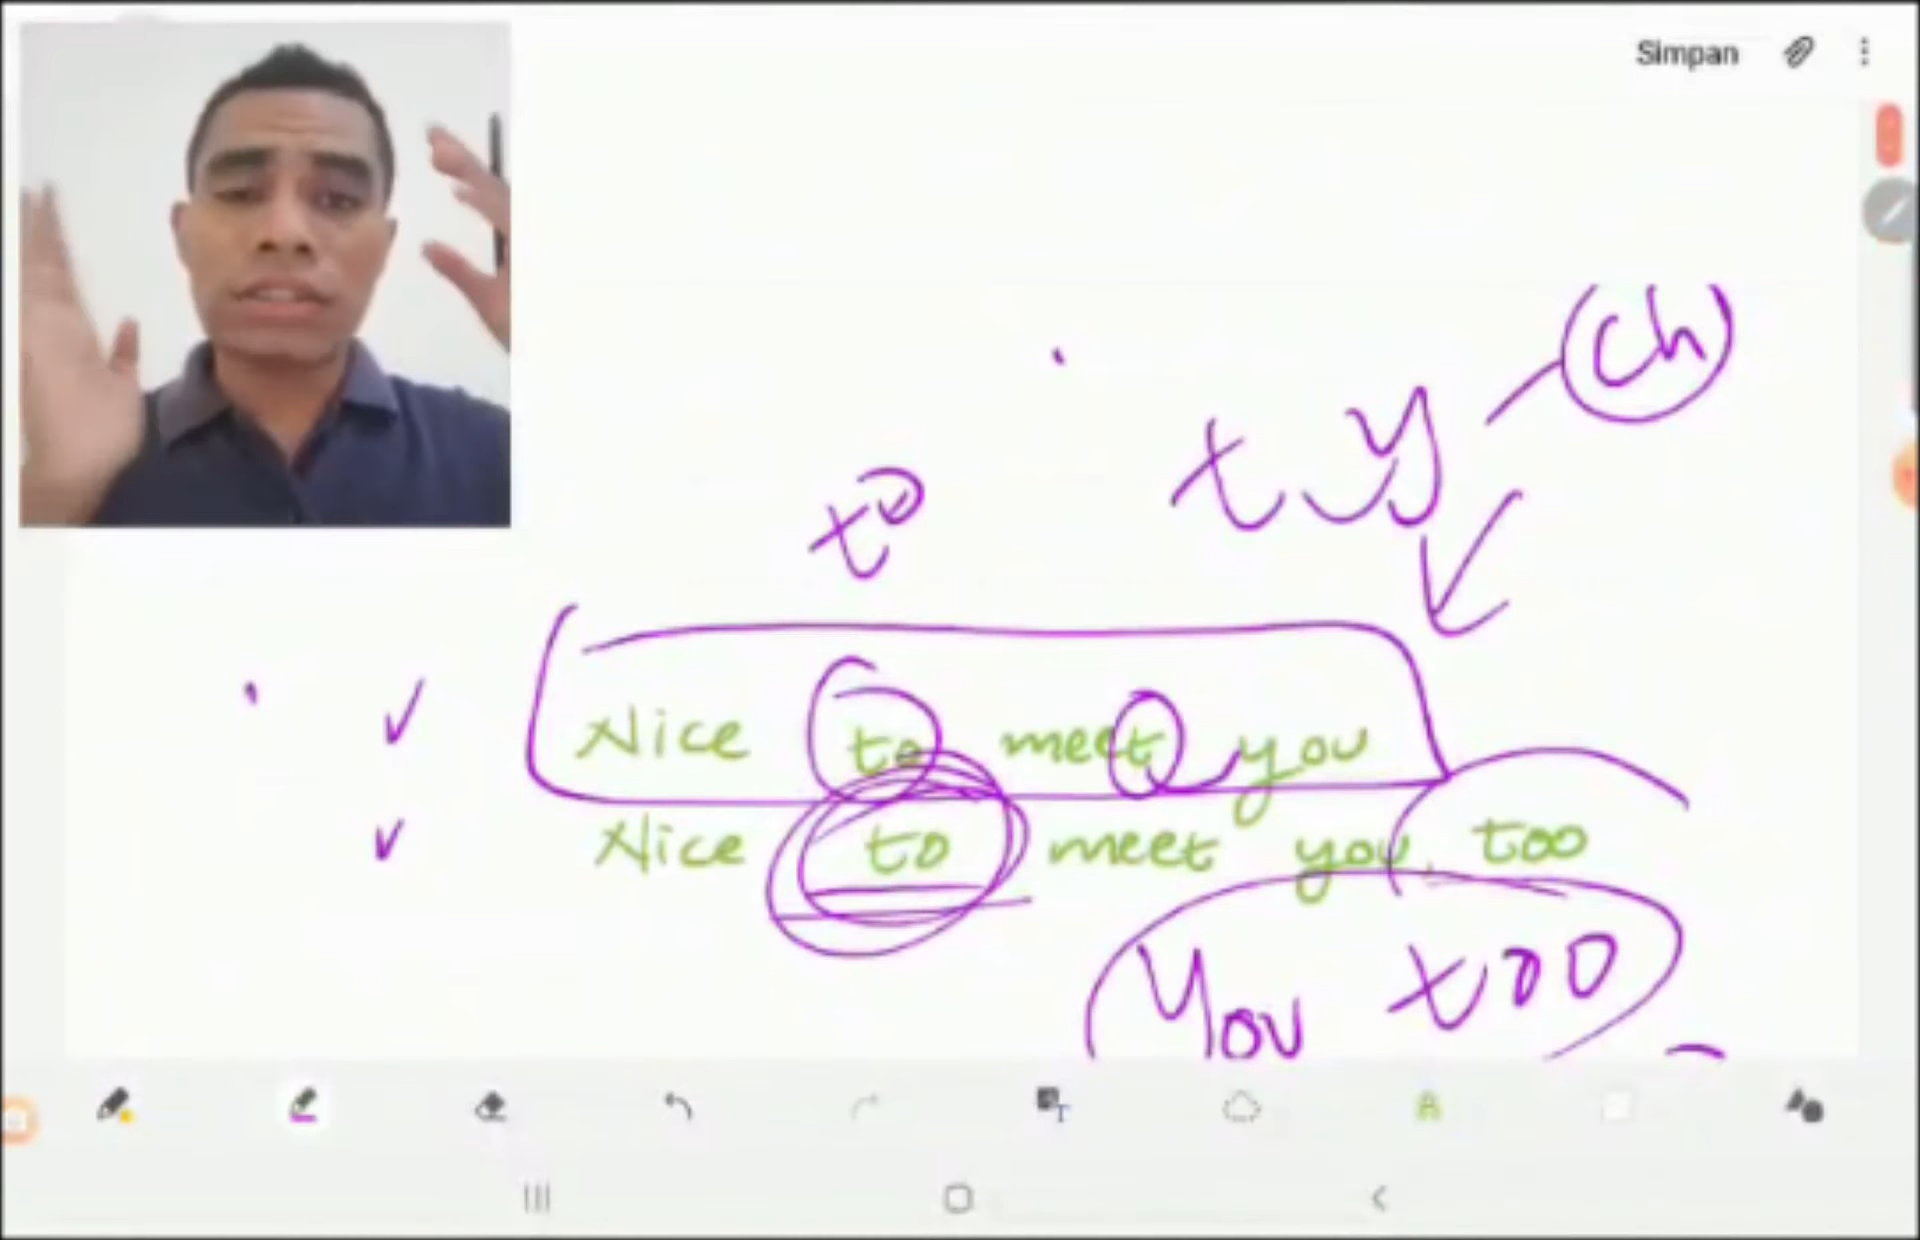 Simpan
(ch)
t y
to
Nice to meet you
Nice to meet you, too
You too